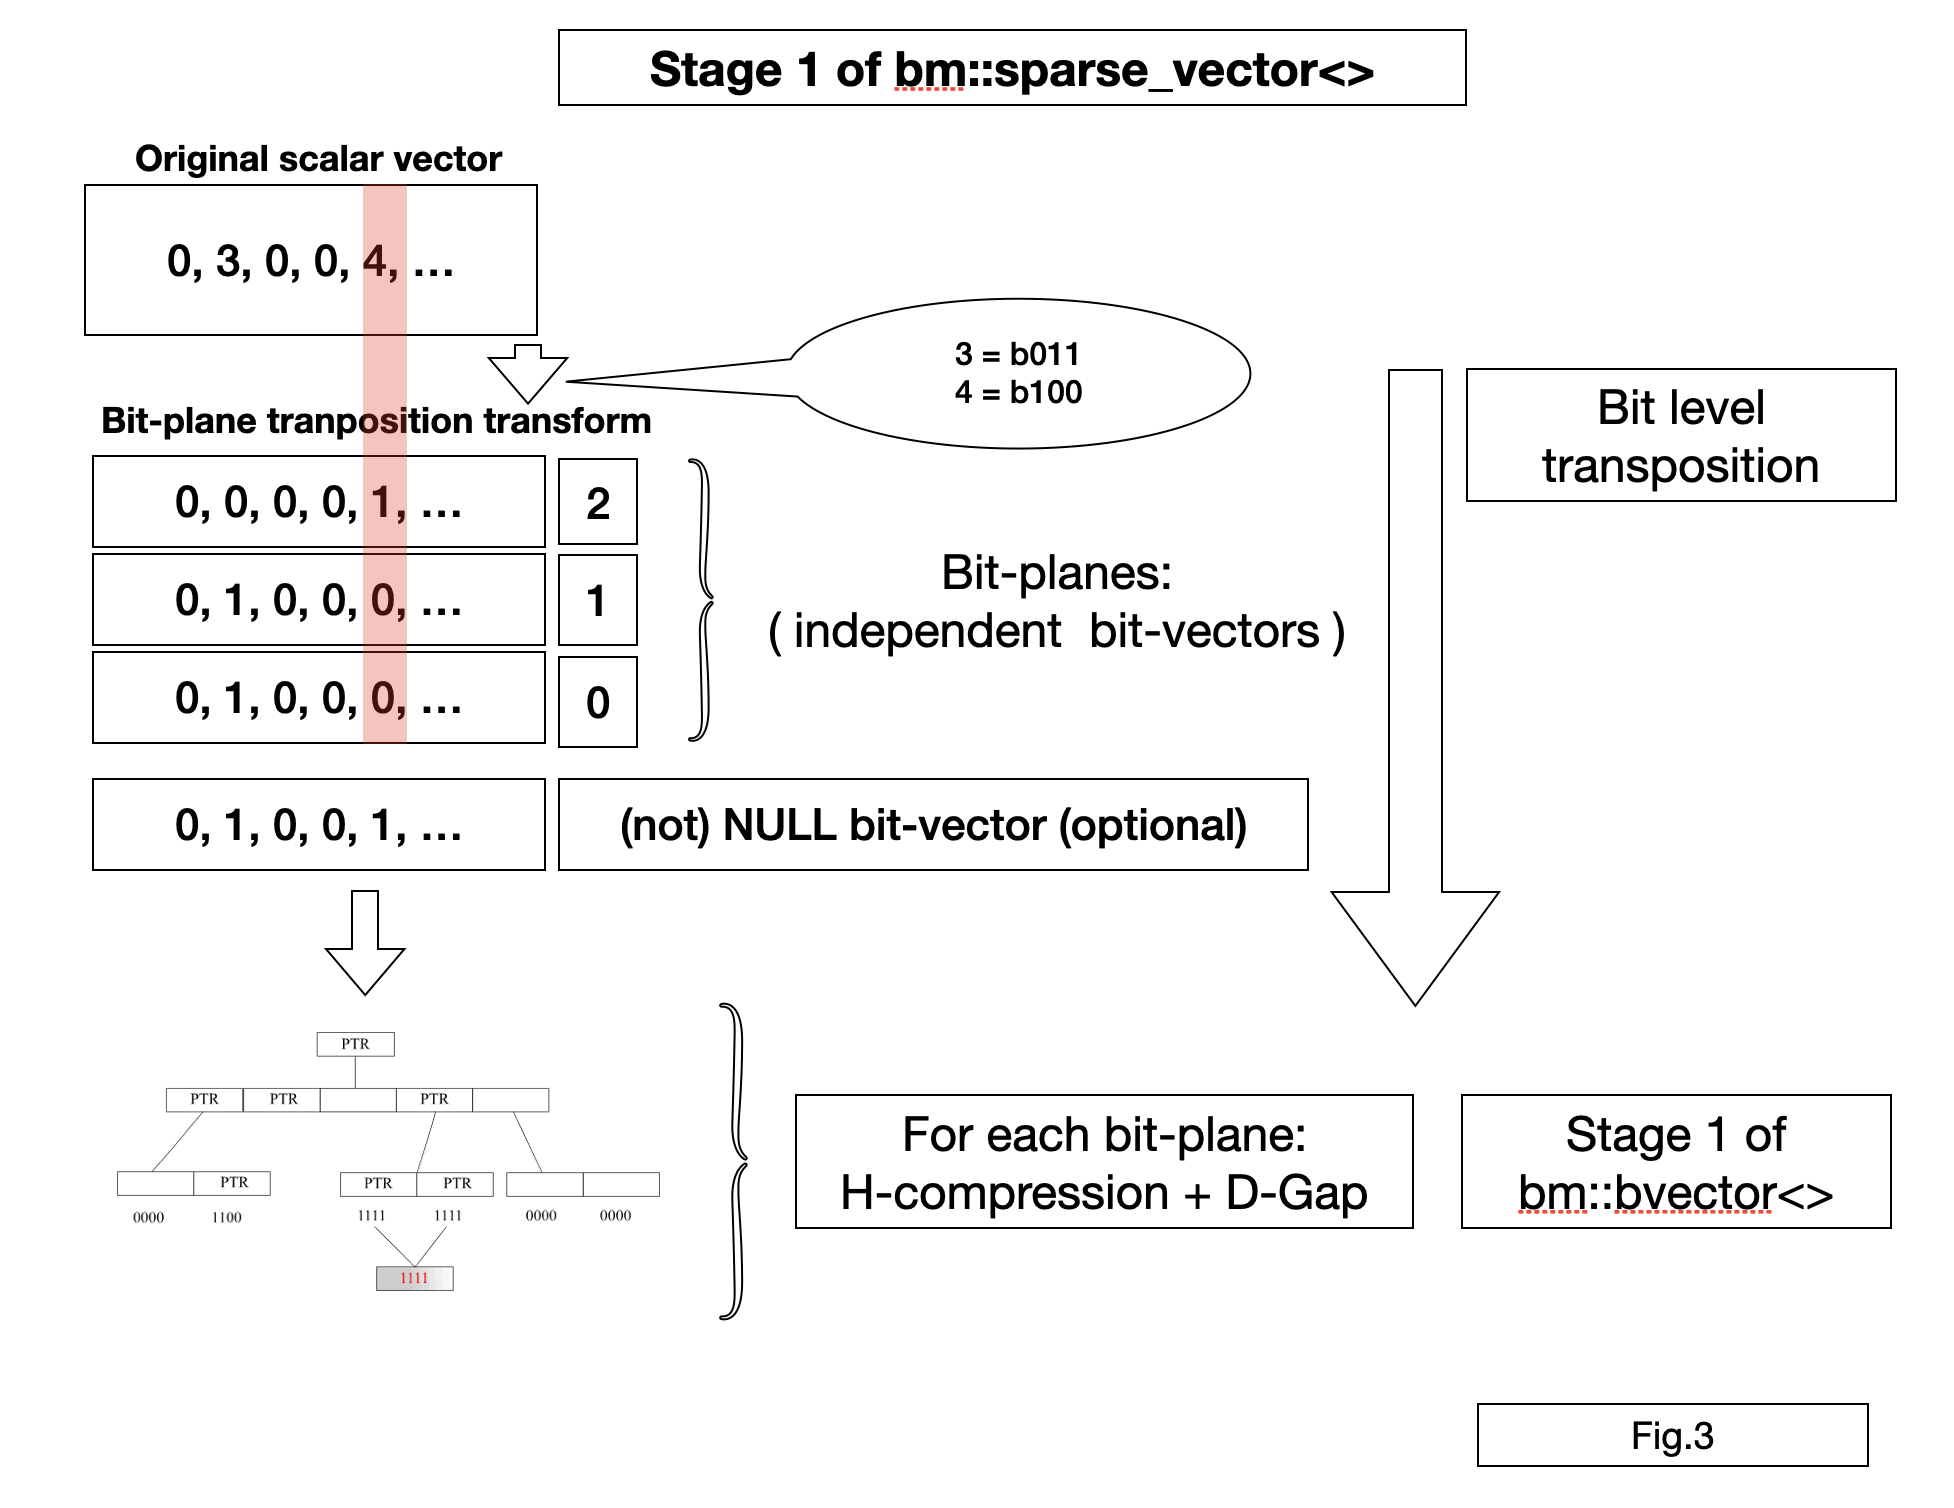 Stage 1 of bm::sparse_vector<>
Original scalar vector
0, 3, 0, 0, 4, …
3 = b011
4 = b100
Bit level
transposition
Bit-plane tranposition transform
0, 0, 0, 0, 1, …
2
0, 1, 0, 0, 0, …
1
0, 1, 0, 0, 0, …
0
Bit-planes:
( independent bit-vectors )
0, 1, 0, 0, 1, …
(not) NULL bit-vector (optional)
PTR
PTR PTR PTR
PTR PTR PTR
0000 1100 1111 1111 0000 0000
1111
For each bit-plane:
H-compression + D-Gap
Stage 1 of
bm::bvector<>
Fig.3